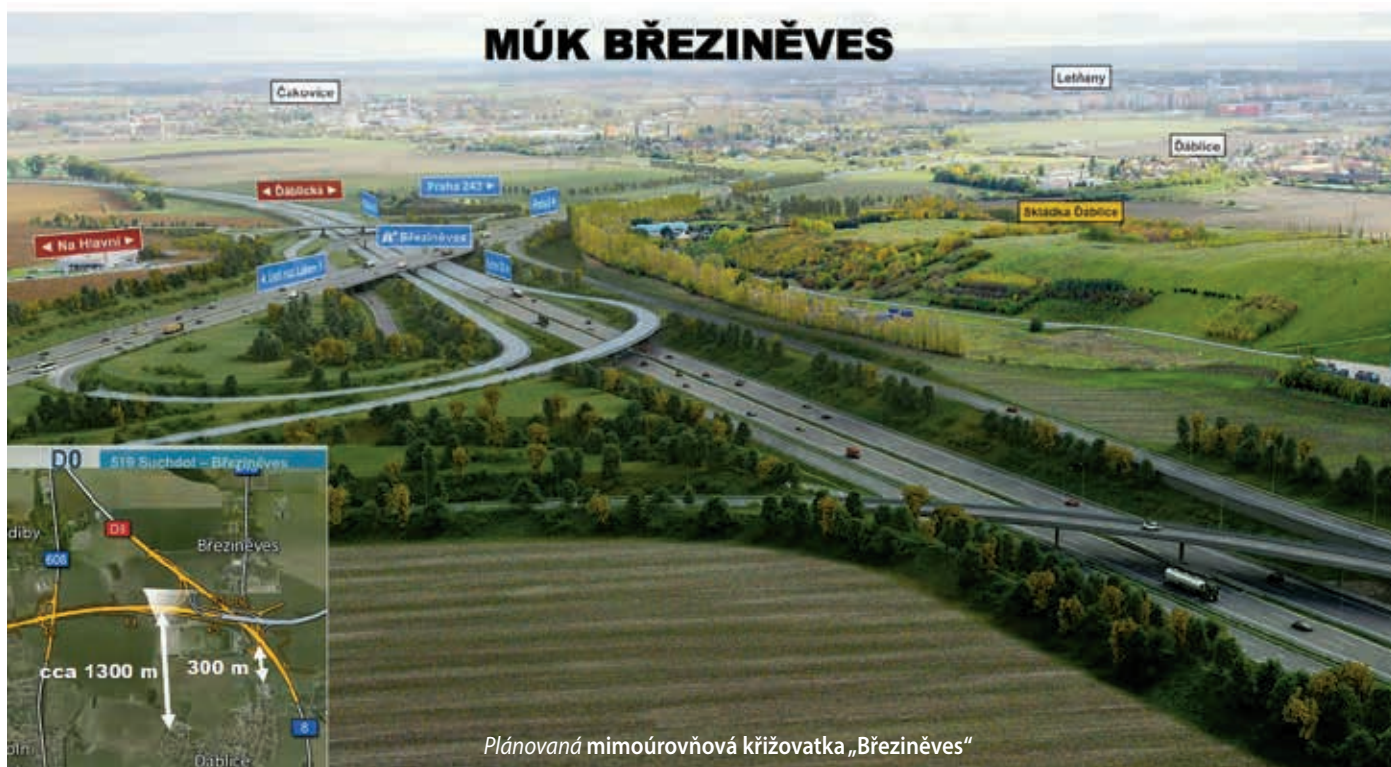 MÚK BŘEZINĚVES
Čakovice
Letňany
Ďáblice
◄ Ďáblická ►
Praha 243 ►
Skládka Ďáblice
◄ Na Hlavní ►
Březiněves
D0
519 Suchdol – Březiněves
D8
Březiněves
608
cca 1300 m
300 m
8
Ďáblice
Plánovaná mimoúrovňová křižovatka „Březiněves“